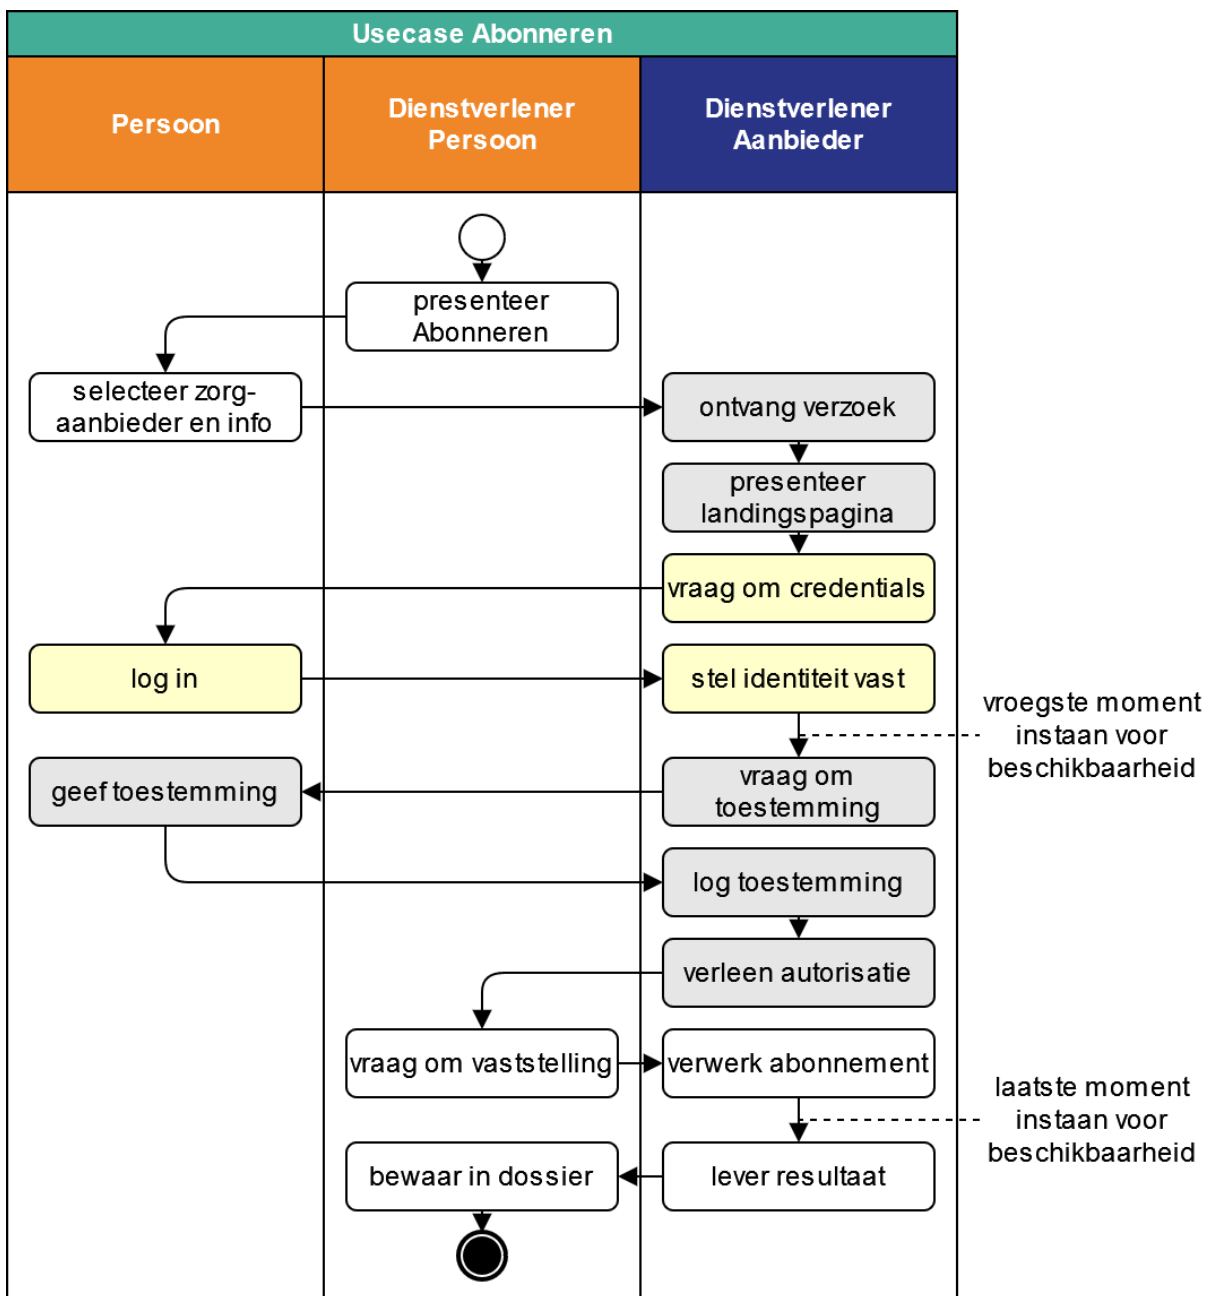 Usecase Abonneren
Persoon
Dienstverlener
Persoon
Dienstverlener
Aanbieder
presenteer
Abonneren
selecteer zorg-
aanbieder en info
ontvang verzoek
presenteer
landingspagina
vraag om credentials
log in
stel identiteit vast
vroegste moment
instaan voor
beschikbaarheid
geef toestemming
vraag om
toestemming
log toestemming
verleen autorisatie
vraag om vaststelling
verwerk abonnement
laatste moment
instaan voor
beschikbaarheid
bewaar in dossier
lever resultaat